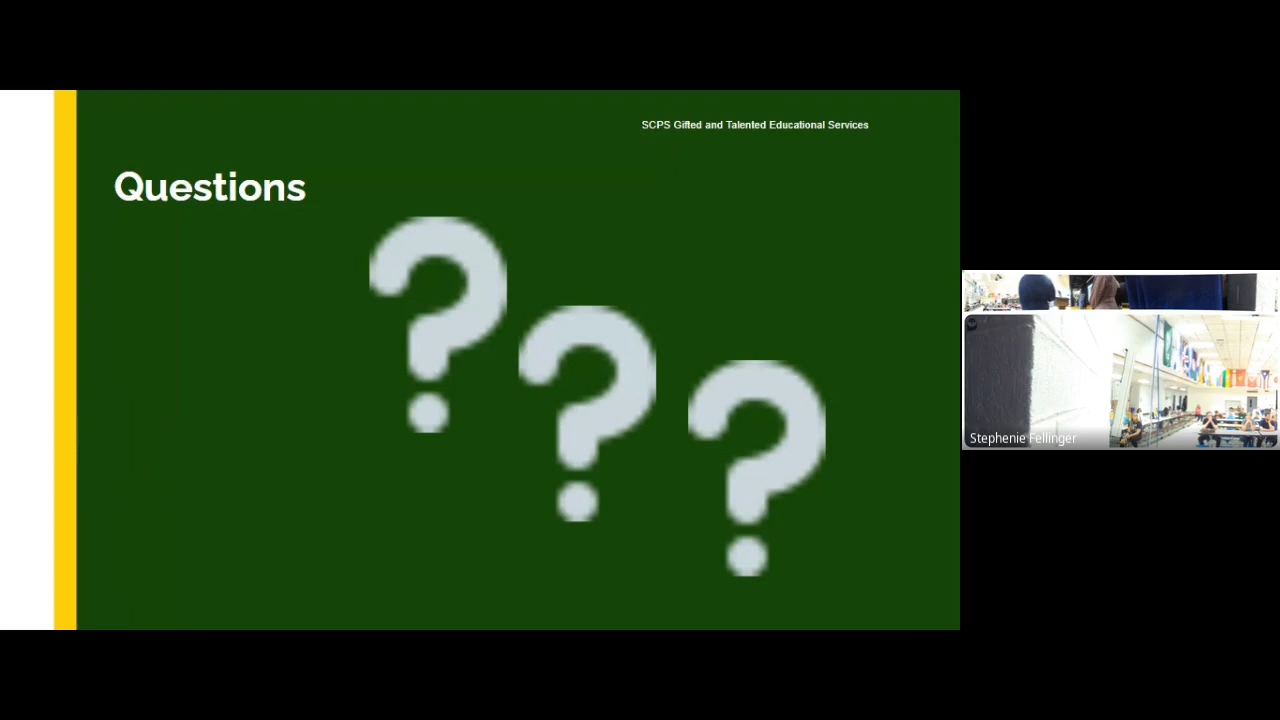 SCPS Gifted and Talented Educational Services
Questions
???
Stephenie Fellinger